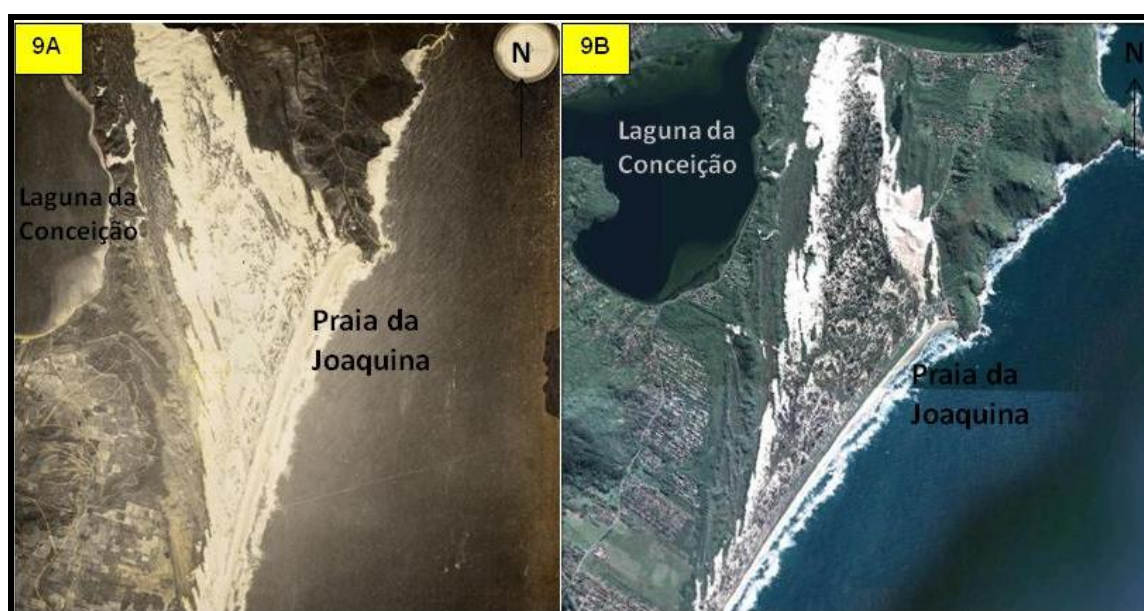 9A
N
Laguna da
Conceição
Praia da
Joaquina
9B
N
Laguna da
Conceição
Praia da
Joaquina